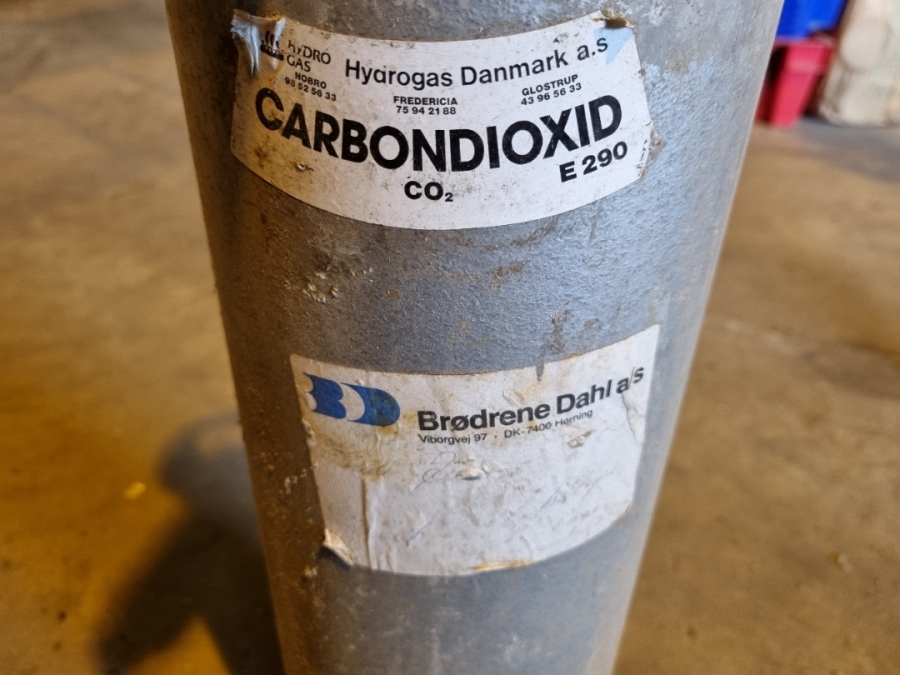 HYDRO
GAS
Hydrogas Danmark a.s
HOBRO
98 52 56 33
FREDERICIA
75 94 21 88
GLOSTRUP
43 96 56 33
CARBONDIOXID
CO₂
E 290
BD
Brødrene Dahl a/s
Viborgvej 97 · DK-7400 Herning